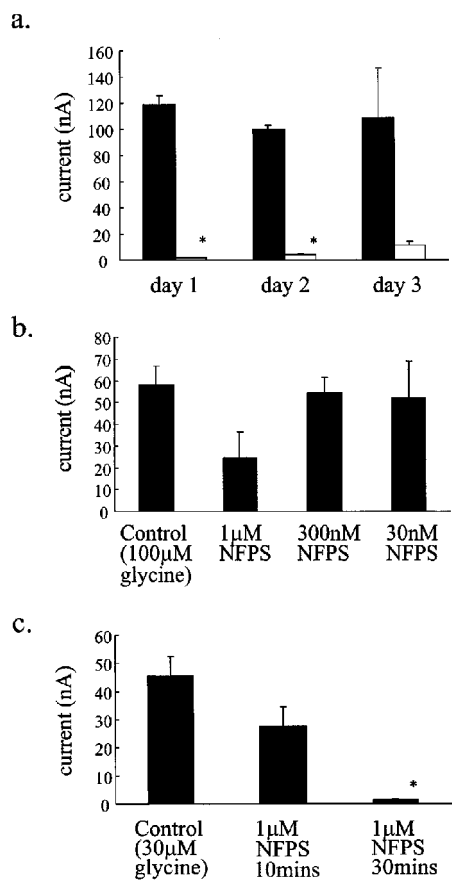 a.
current (nA)
160
140
120
100
80
60
40
20
0
*
*
day 1
day 2
day 3
b.
current (nA)
80
70
60
50
40
30
20
10
0
Control
(100µM
glycine)
1µM
NFPS
300nM
NFPS
30nM
NFPS
c.
current (nA)
60
50
40
30
20
10
0
*
Control
(30µM
glycine)
1µM
NFPS
10mins
1µM
NFPS
30mins